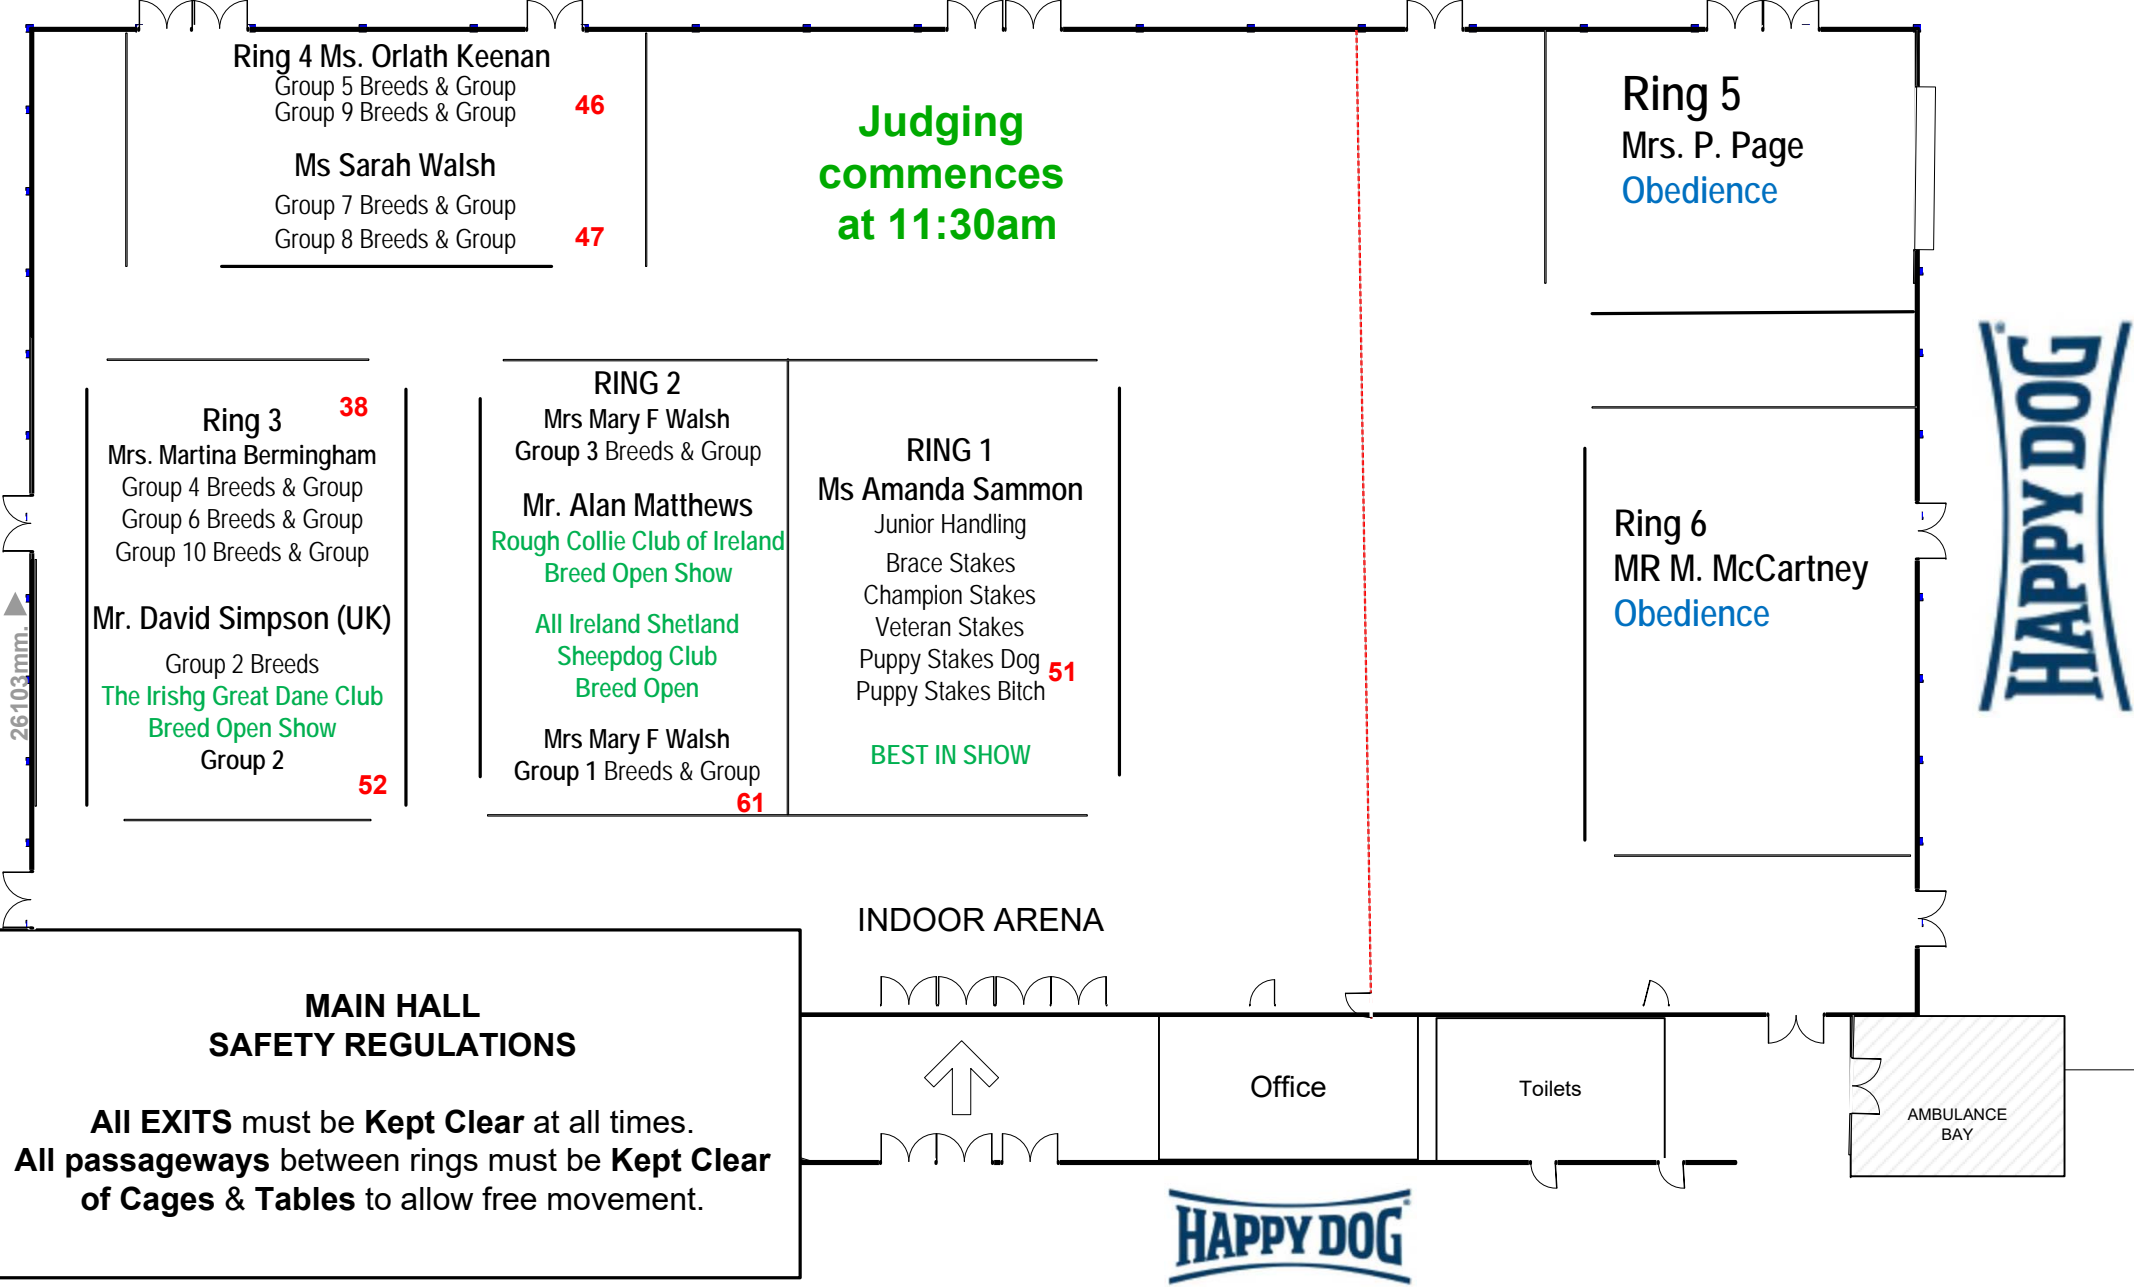 Ring 4 Ms. Orlath Keenan
Group 5 Breeds & Group
Group 9 Breeds & Group
46
Ms Sarah Walsh
Group 7 Breeds & Group
Group 8 Breeds & Group
47
Judging
commences
at 11:30am
Ring 5
Mrs. P. Page
Obedience
Ring 3
38
Mrs. Martina Bermingham
Group 4 Breeds & Group
Group 6 Breeds & Group
Group 10 Breeds & Group
Mr. David Simpson (UK)
Group 2 Breeds
The Irishg Great Dane Club
Breed Open Show
Group 2
52
RING 2
Mrs Mary F Walsh
Group 3 Breeds & Group
Mr. Alan Matthews
Rough Collie Club of Ireland
Breed Open Show
All Ireland Shetland
Sheepdog Club
Breed Open
Mrs Mary F Walsh
Group 1 Breeds & Group
61
RING 1
Ms Amanda Sammon
Junior Handling
Brace Stakes
Champion Stakes
Veteran Stakes
Puppy Stakes Dog
Puppy Stakes Bitch
51
BEST IN SHOW
Ring 6
MR M. McCartney
Obedience
HAPPY DOG®
26103mm.
INDOOR ARENA
MAIN HALL
SAFETY REGULATIONS
All EXITS must be Kept Clear at all times.
All passageways between rings must be Kept Clear
of Cages & Tables to allow free movement.
Office
Toilets
AMBULANCE
BAY
HAPPY DOG®